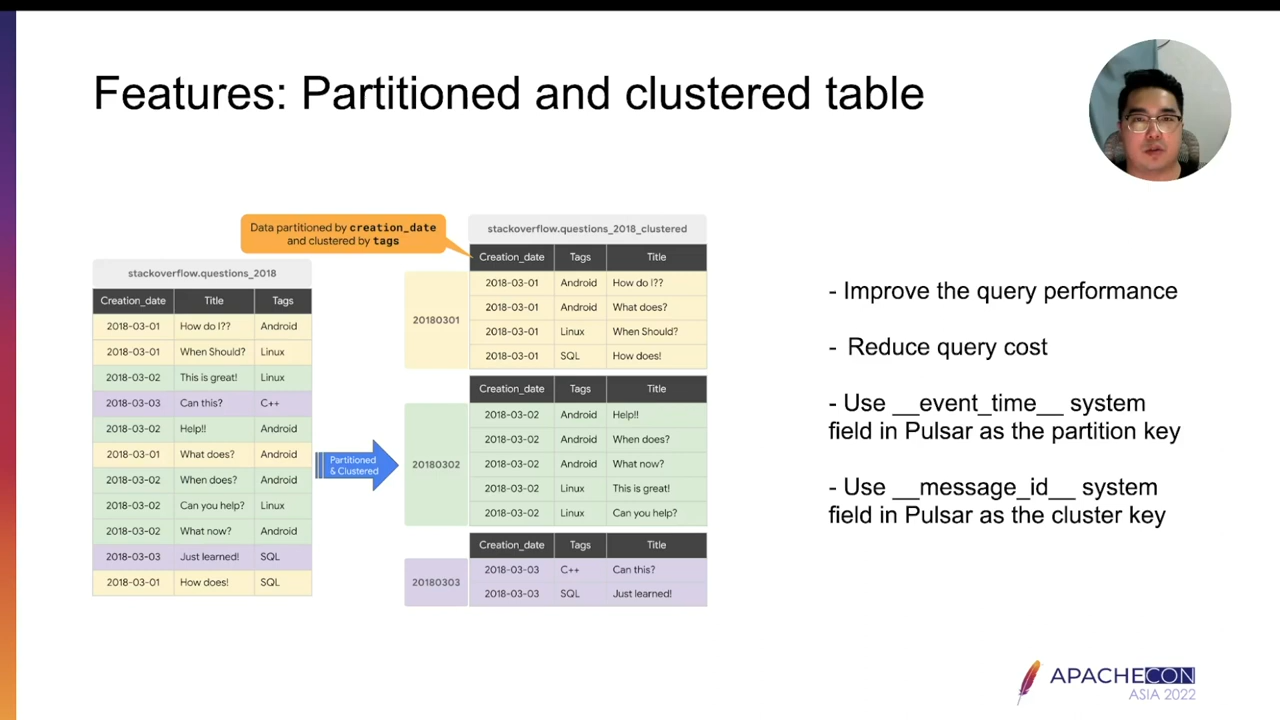 Features: Partitioned and clustered table
Data partitioned by creation_date
and clustered by tags
stackoverflow.questions_2018
Creation_date Title Tags
2018-03-01 How do I?? Android
2018-03-01 When Should? Linux
2018-03-02 This is great! Linux
2018-03-03 Can this? C++
2018-03-02 Help!! Android
2018-03-01 What does? Android
2018-03-02 When does? Android
2018-03-02 Can you help? Linux
2018-03-02 What now? Android
2018-03-03 Just learned! SQL
2018-03-01 How does! SQL
Partitioned
& Clustered
stackoverflow.questions_2018_clustered
Creation_date Tags Title
20180301
2018-03-01 Android How do I??
2018-03-01 Android What does?
2018-03-01 Linux When Should?
2018-03-01 SQL How does!
Creation_date Tags Title
20180302
2018-03-02 Android Help!!
2018-03-02 Android When does?
2018-03-02 Android What now?
2018-03-02 Linux This is great!
2018-03-02 Linux Can you help?
Creation_date Tags Title
20180303
2018-03-03 C++ Can this?
2018-03-03 SQL Just learned!
- Improve the query performance
- Reduce query cost
- Use __event_time__ system
field in Pulsar as the partition key
- Use __message_id__ system
field in Pulsar as the cluster key
APACHECON
ASIA 2022